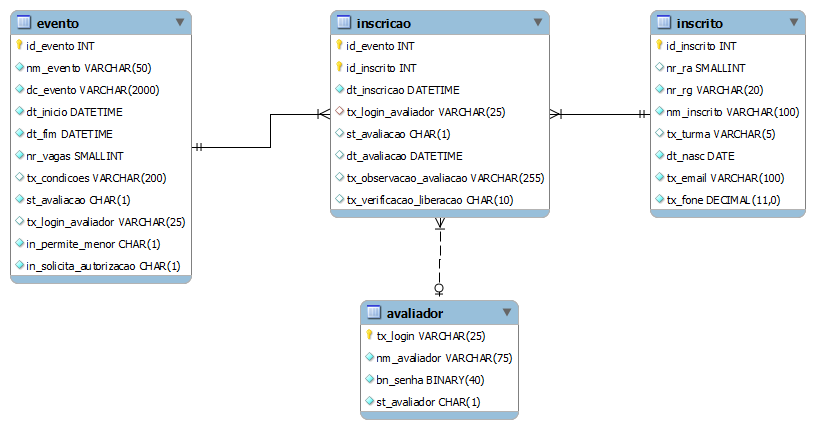 evento
id_evento INT
nm_evento VARCHAR(50)
dc_evento VARCHAR(2000)
dt_inicio DATETIME
dt_fim DATETIME
nr_vagas SMALLINT
tx_condicoes VARCHAR(200)
st_avaliacao CHAR(1)
tx_login_avaliador VARCHAR(25)
in_permite_menor CHAR(1)
in_solicita_autorizacao CHAR(1)
inscricao
id_evento INT
id_inscrito INT
dt_inscricao DATETIME
tx_login_avaliador VARCHAR(25)
st_avaliacao CHAR(1)
dt_avaliacao DATETIME
tx_observacao_avaliacao VARCHAR(255)
tx_verificacao_liberacao CHAR(10)
inscrito
id_inscrito INT
nr_ra SMALLINT
nr_rg VARCHAR(20)
nm_inscrito VARCHAR(100)
tx_turma VARCHAR(5)
dt_nasc DATE
tx_email VARCHAR(100)
tx_fone DECIMAL(11,0)
avaliador
tx_login VARCHAR(25)
nm_avaliador VARCHAR(75)
bn_senha BINARY(40)
st_avaliador CHAR(1)